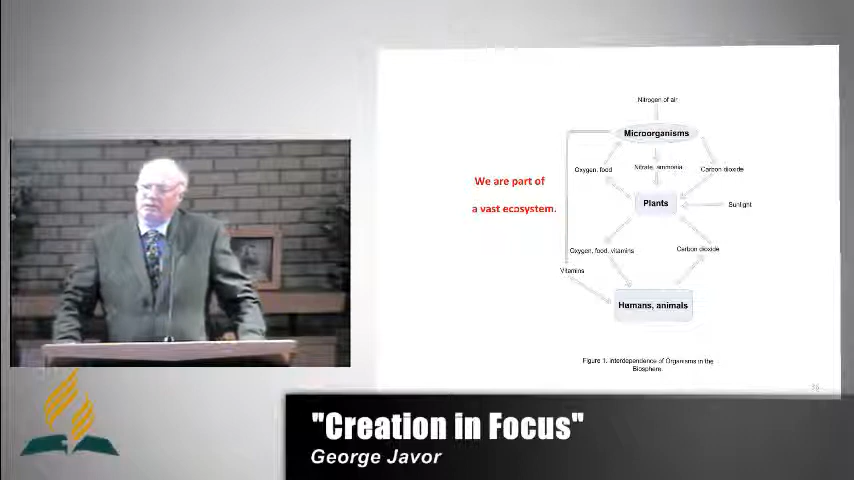 Nitrogen of air
Microorganisms
Oxygen, food
Nitrate, ammonia
Carbon dioxide
We are part of
a vast ecosystem.
Plants
Sunlight
Oxygen, food, vitamins
Carbon dioxide
Vitamins
Humans, animals
Figure 1. Interdependence of Organisms in the
Biosphere.
36
"Creation in Focus"
George Javor